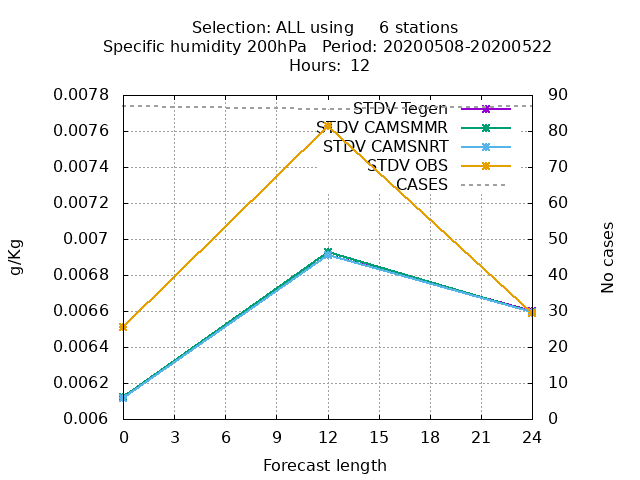 Selection: ALL using     6 stations
Specific humidity 200hPa   Period: 20200508-20200522
Hours:  12
g/Kg
0.0078
0.0076
0.0074
0.0072
0.007
0.0068
0.0066
0.0064
0.0062
0.006
STDV Tegen
STDV CAMSMMR
STDV CAMSNRT
STDV OBS
CASES
90
80
70
60
50
40
30
20
10
0
No cases
0 3 6 9 12 15 18 21 24
Forecast length